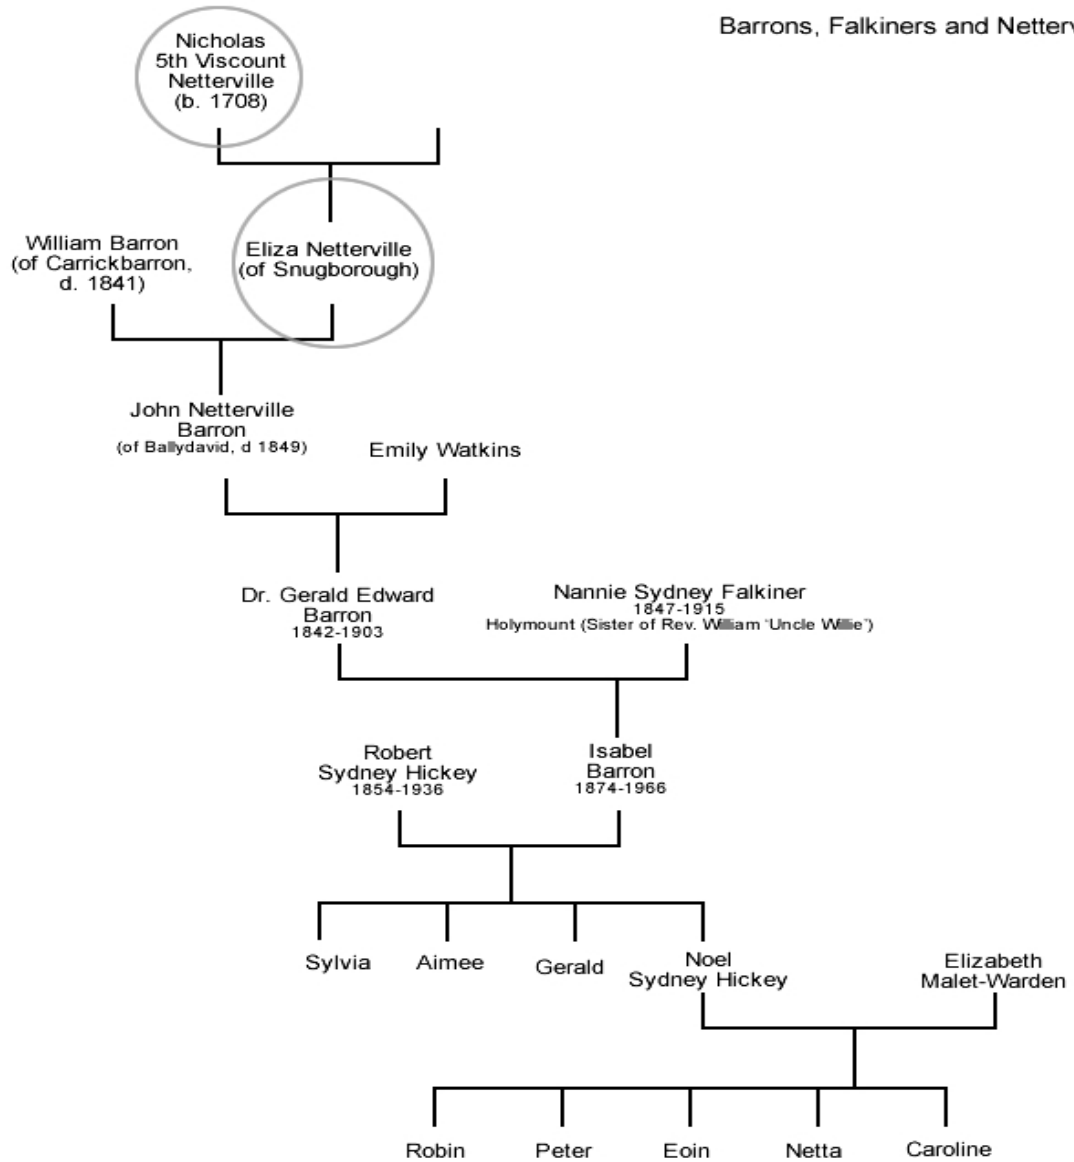 Barrons, Falkiners and Netterv
Nicholas
5th Viscount
Netterville
(b. 1708)
William Barron
(of Carrickbarron,
d. 1841)
Eliza Netterville
(of Snugborough)
John Netterville
Barron
(of Ballydavid, d 1849)
Emily Watkins
Dr. Gerald Edward
Barron
1842-1903
Nannie Sydney Falkiner
1847-1915
Holymount (Sister of Rev. William ‘Uncle Willie’)
Robert
Sydney Hickey
1854-1936
Isabel
Barron
1874-1966
Sylvia
Aimee
Gerald
Noel
Sydney Hickey
Elizabeth
Malet-Warden
Robin
Peter
Eoin
Netta
Caroline